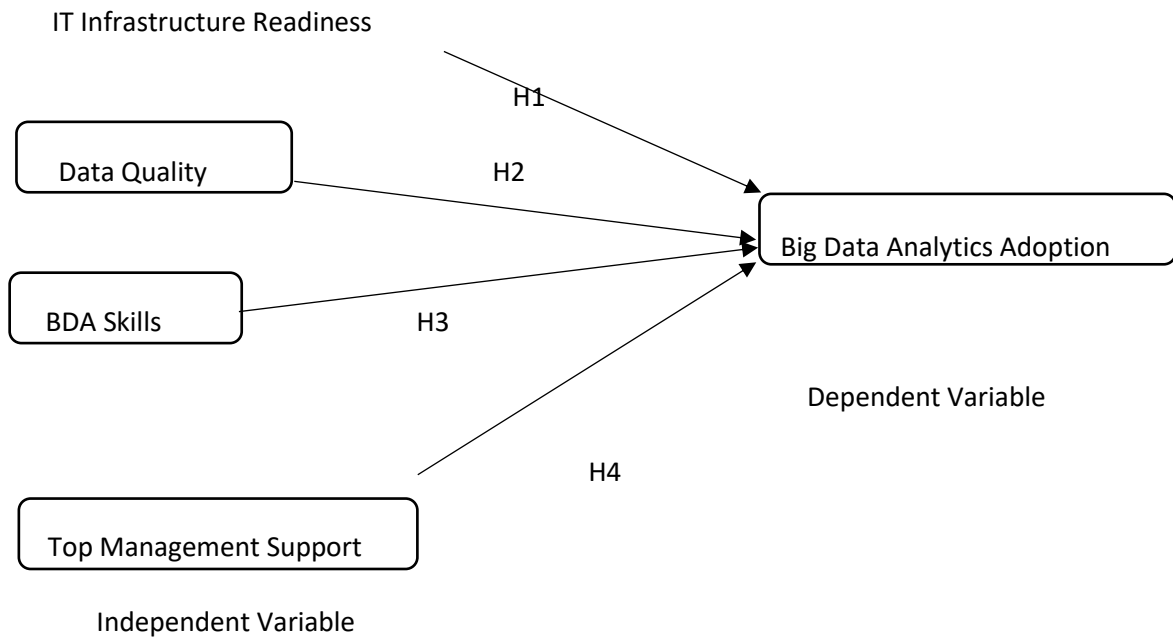 IT Infrastructure Readiness
H1
Data Quality
H2
Big Data Analytics Adoption
BDA Skills
H3
Dependent Variable
H4
Top Management Support
Independent Variable